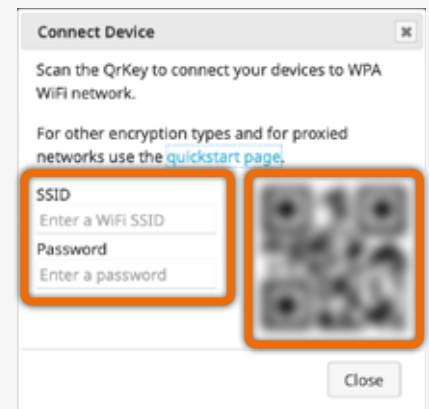 Connect Device
Scan the QrKey to connect your devices to WPA
WiFi network.
For other encryption types and for proxied
networks use the quickstart page.
SSID
Enter a WiFi SSID
Password
Enter a password
Close